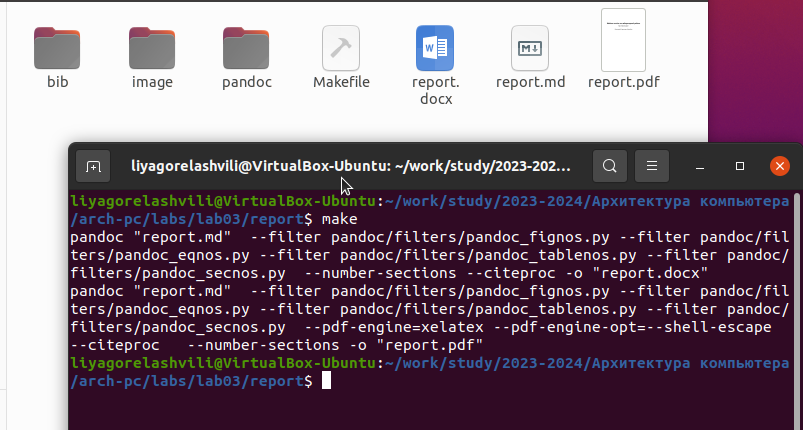 bib
image
pandoc
Makefile
report.
docx
report.md
report.pdf
liyagorelashvili@VirtualBox-Ubuntu: ~/work/study/2023-202...
liyagorelashvili@VirtualBox-Ubuntu:~/work/study/2023-2024/Архитектура компьютера
/arch-pc/labs/lab03/report$ make
pandoc "report.md"  --filter pandoc/filters/pandoc_fignos.py --filter pandoc/fil
ters/pandoc_eqnos.py --filter pandoc/filters/pandoc_tablenos.py --filter pandoc/
filters/pandoc_secnos.py  --number-sections --citeproc -o "report.docx"
pandoc "report.md"  --filter pandoc/filters/pandoc_fignos.py --filter pandoc/fil
ters/pandoc_eqnos.py --filter pandoc/filters/pandoc_tablenos.py --filter pandoc/
filters/pandoc_secnos.py  --pdf-engine=xelatex --pdf-engine-opt=--shell-escape
--citeproc   --number-sections -o "report.pdf"
liyagorelashvili@VirtualBox-Ubuntu:~/work/study/2023-2024/Архитектура компьютера
/arch-pc/labs/lab03/report$